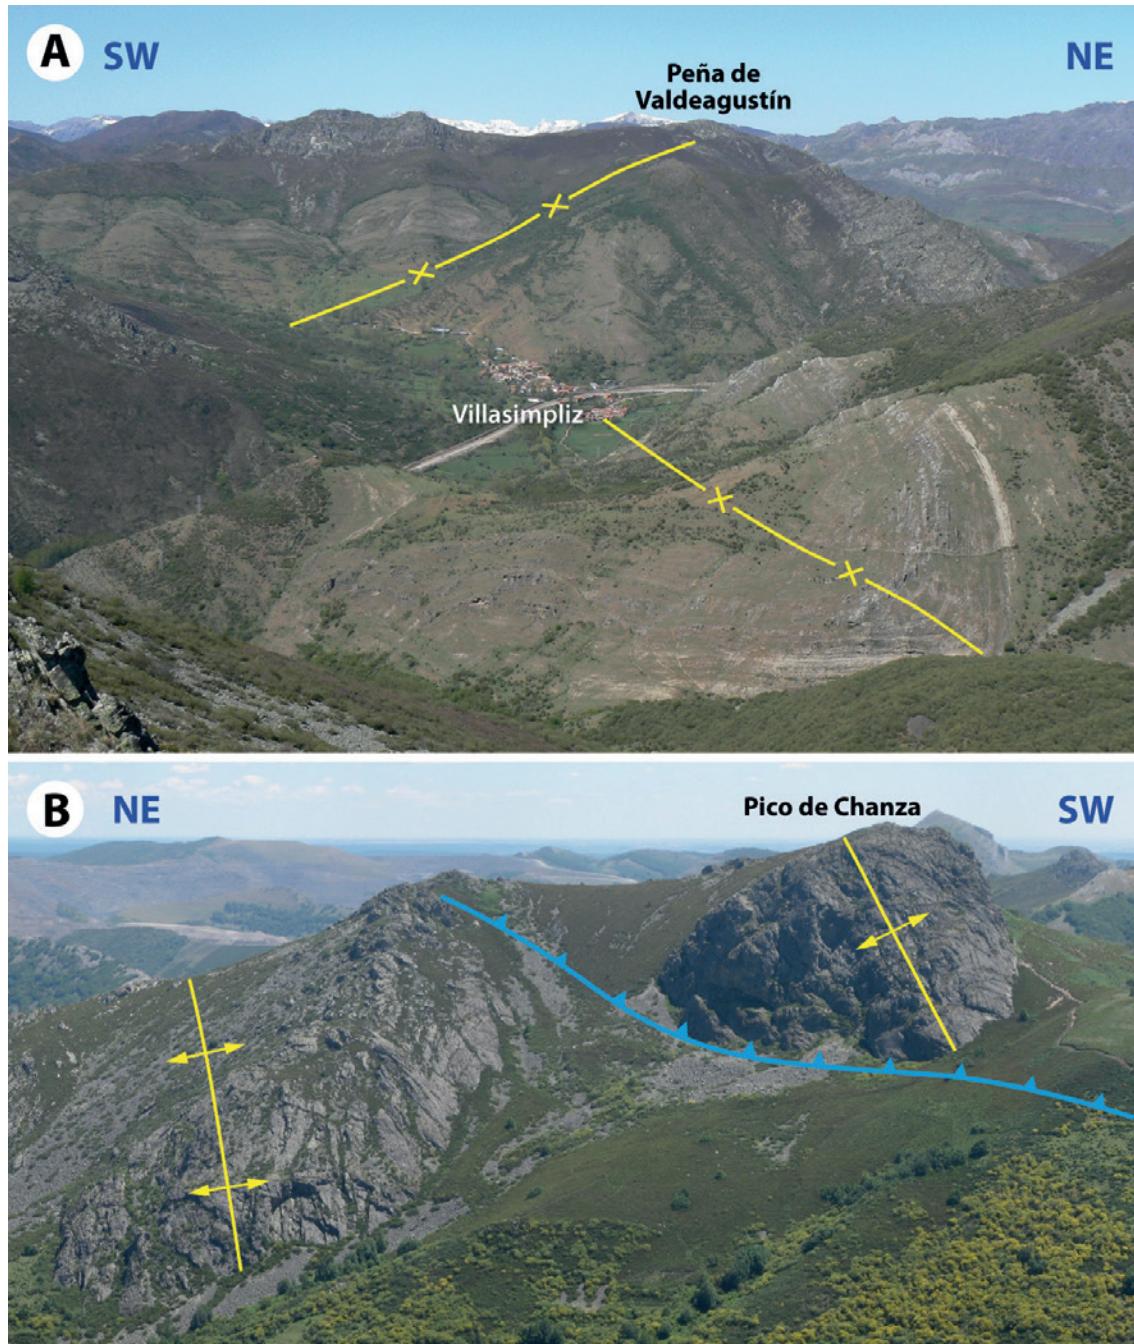 A SW
NE
Peña de
Valdeagustín
Villasimpliz
B NE
Pico de Chanza
SW